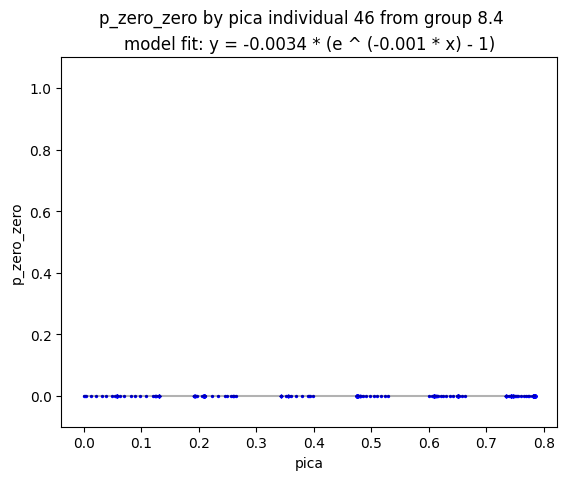 p_zero_zero by pica individual 46 from group 8.4
model fit: y = -0.0034 * (e ^ (-0.001 * x) - 1)
1.0
0.8
0.6
0.4
0.2
0.0
p_zero_zero
0.0 0.1 0.2 0.3 0.4 0.5 0.6 0.7 0.8
pica